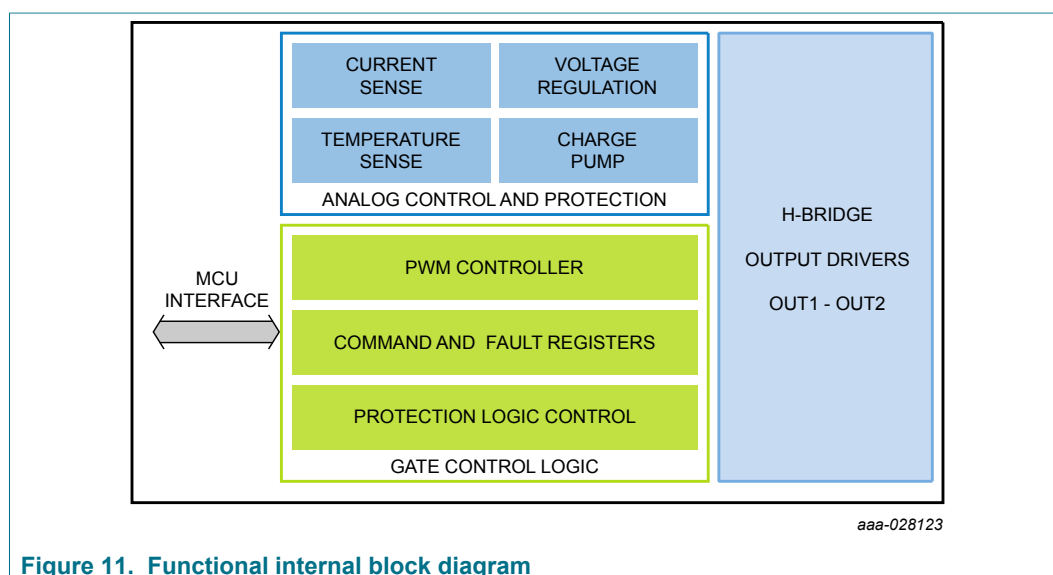 CURRENT
SENSE
VOLTAGE
REGULATION
TEMPERATURE
SENSE
CHARGE
PUMP
ANALOG CONTROL AND PROTECTION
H-BRIDGE
OUTPUT DRIVERS
OUT1 - OUT2
MCU
INTERFACE
PWM CONTROLLER
COMMAND AND FAULT REGISTERS
PROTECTION LOGIC CONTROL
GATE CONTROL LOGIC
aaa-028123
Figure 11. Functional internal block diagram